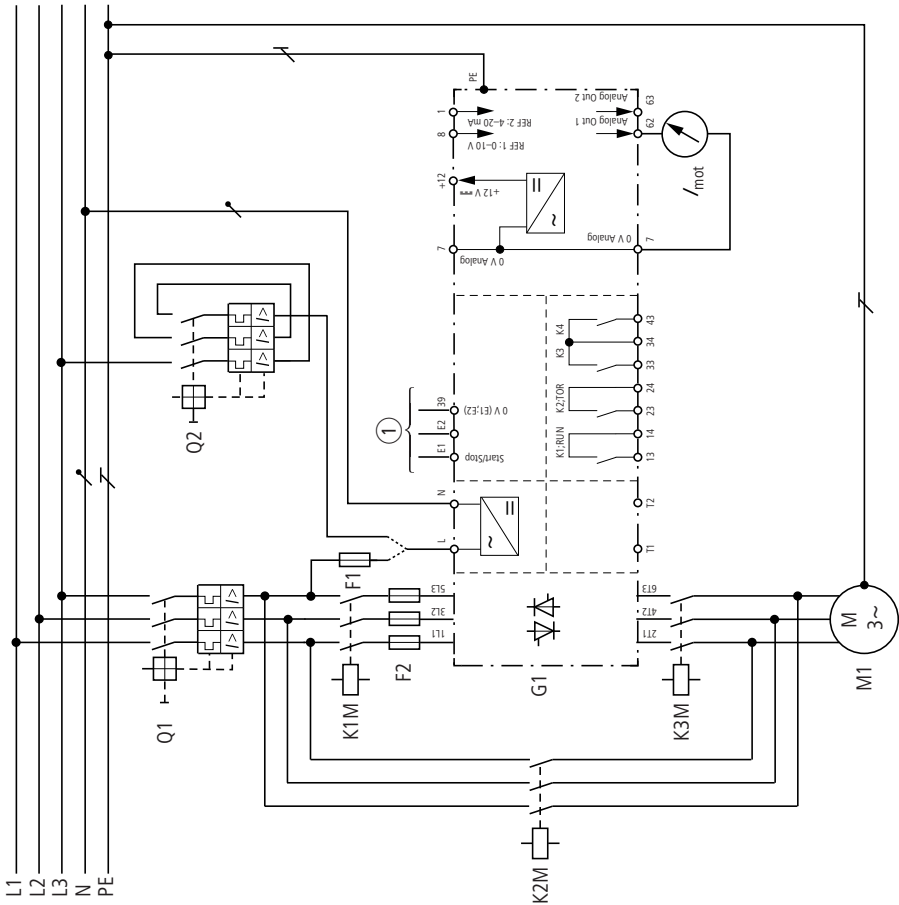 L1
L2
L3
N
PE
Q1
I>
I>
I>
Q2
I>
I>
I>
F1
K1M
F2
1L1
3L2
5L3
L
N
~
=
E1
E2
39
Start/Stop
0 V (E1;E2)
1
7
+12
8
1
PE
0 V Analog
+12 V
REF 1: 0–10 V
REF 2: 4–20 mA
~
=
0 V Analog
Analog Out 1
Analog Out 2
7
62
63
I mot
K1;RUN
K2;TOR
K3
K4
13
14
23
24
33
34
43
T1
T2
G1
2T1
4T2
6T3
K3M
K2M
M
3~
M1